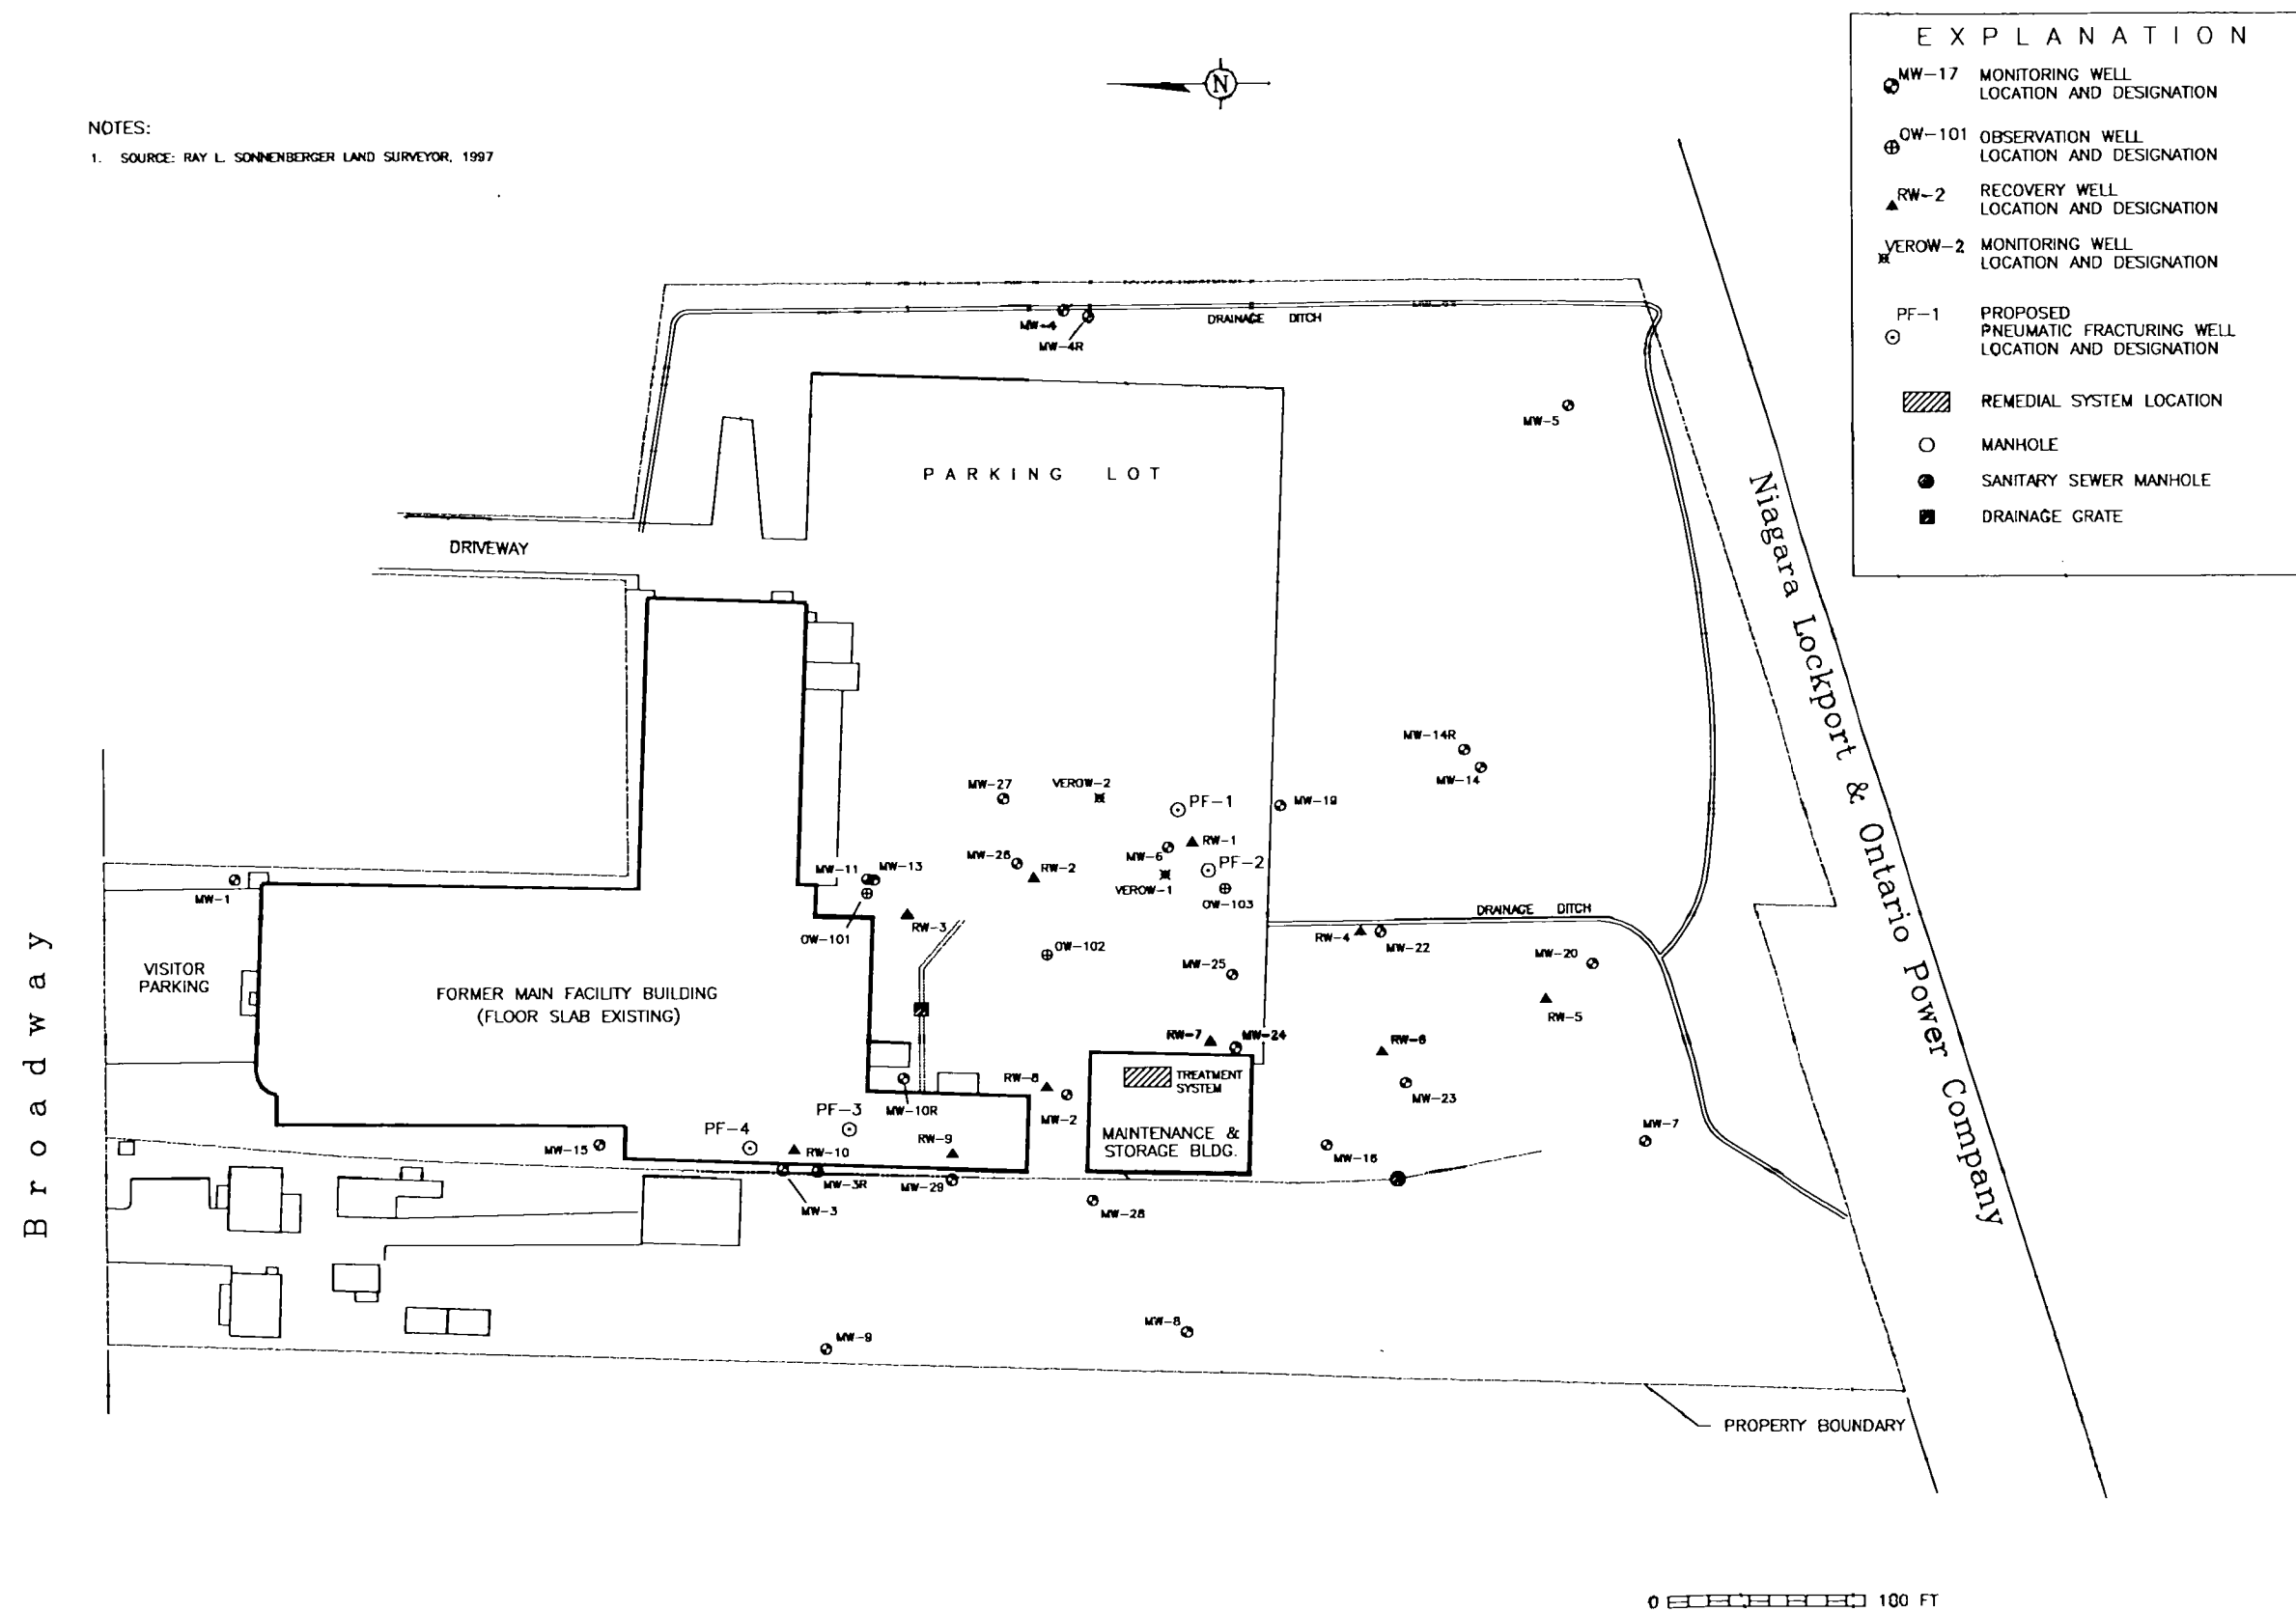 EXPLANATION
MW-17 MONITORING WELL
LOCATION AND DESIGNATION
OW-101 OBSERVATION WELL
LOCATION AND DESIGNATION
RW-2 RECOVERY WELL
LOCATION AND DESIGNATION
VEROW-2 MONITORING WELL
LOCATION AND DESIGNATION
PF-1 PROPOSED
PNEUMATIC FRACTURING WELL
LOCATION AND DESIGNATION
REMEDIAL SYSTEM LOCATION
MANHOLE
SANITARY SEWER MANHOLE
DRAINAGE GRATE
N
NOTES:
1. SOURCE: RAY L. SONNENBERGER LAND SURVEYOR, 1997
MW-4
MW-4R
DRAINAGE DITCH
MW-5
PARKING LOT
DRIVEWAY
Niagara Lockport & Ontario Power Company
MW-14R
MW-14
MW-27
VEROW-2
PF-1
MW-19
RW-1
MW-6
MW-26
RW-2
PF-2
MW-11
MW-13
VEROW-1
OW-103
MW-1
RW-3
OW-101
OW-102
DRAINAGE DITCH
RW-4
MW-22
MW-20
MW-25
VISITOR
PARKING
FORMER MAIN FACILITY BUILDING
(FLOOR SLAB EXISTING)
RW-5
RW-7
MW-24
RW-6
Broadway
TREATMENT
SYSTEM
RW-8
MW-2
MW-23
MW-10R
PF-3
PF-4
RW-9
MW-7
MAINTENANCE &
STORAGE BLDG.
MW-15
RW-10
MW-16
MW-3R
MW-29
MW-3
MW-28
MW-8
MW-9
PROPERTY BOUNDARY
0 100 FT